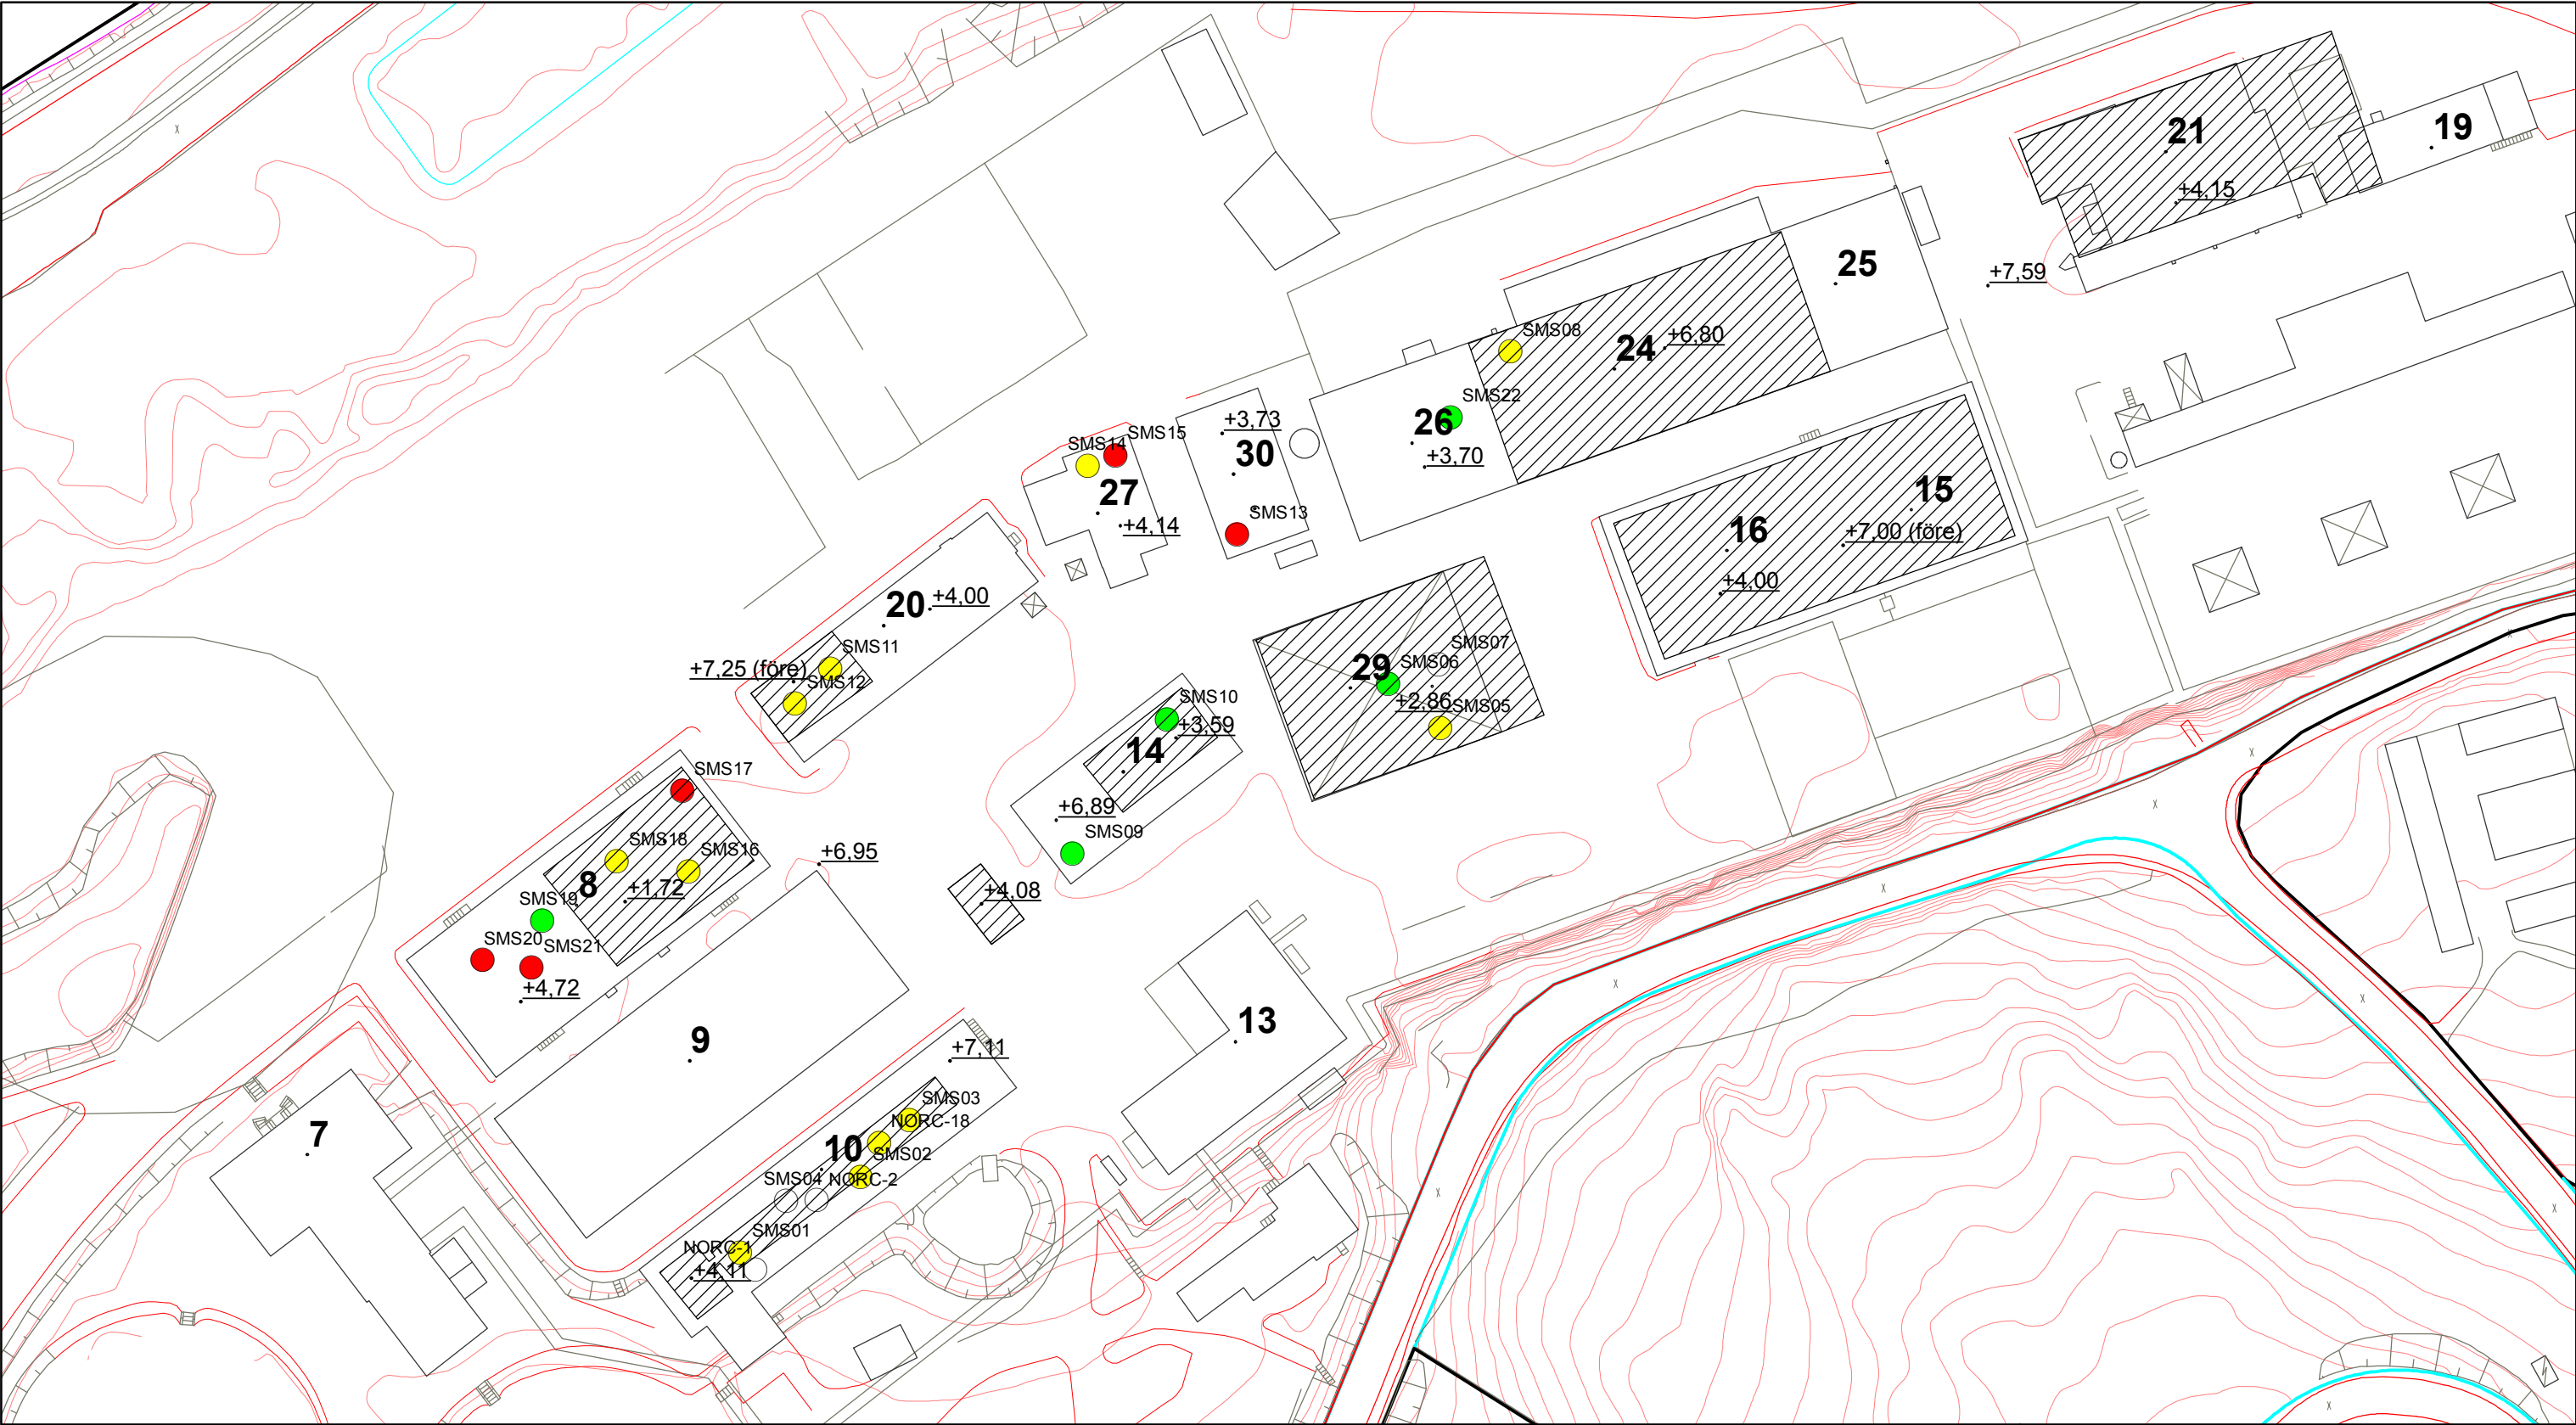 21
19
+4,15
25
+7,59
SMS08
24
+6,80
SMS22
26
+3,70
+3,73
30
SMS15
SMS14
27
+4,14
SMS13
15
16
+7,00 (före)
+4,00
20
+4,00
SMS11
+7,25 (före)
SMS12
SMS07
SMS06
29
+2,86
SMS05
SMS10
+3,59
14
+6,89
SMS09
SMS17
SMS18
SMS16
8
+1,72
+6,95
+4,08
SMS19
SMS20
SMS21
+4,72
13
9
+7,11
7
SMS03
NORC-18
10
SMS02
SMS04
NORC-2
SMS01
NORC-1
+4,11